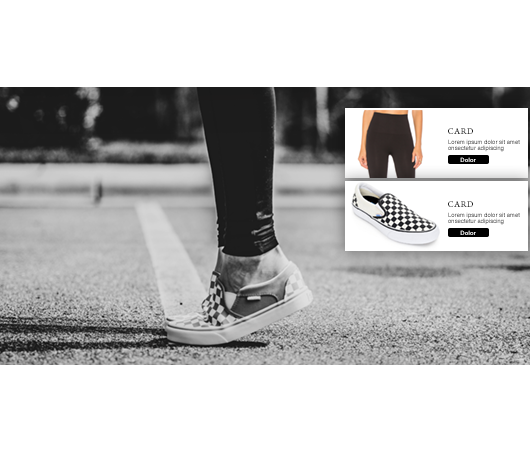 CARD
Lorem ipsum dolor sit amet
onsectetur adipiscing
Dolor
CARD
Lorem ipsum dolor sit amet
onsectetur adipiscing
Dolor